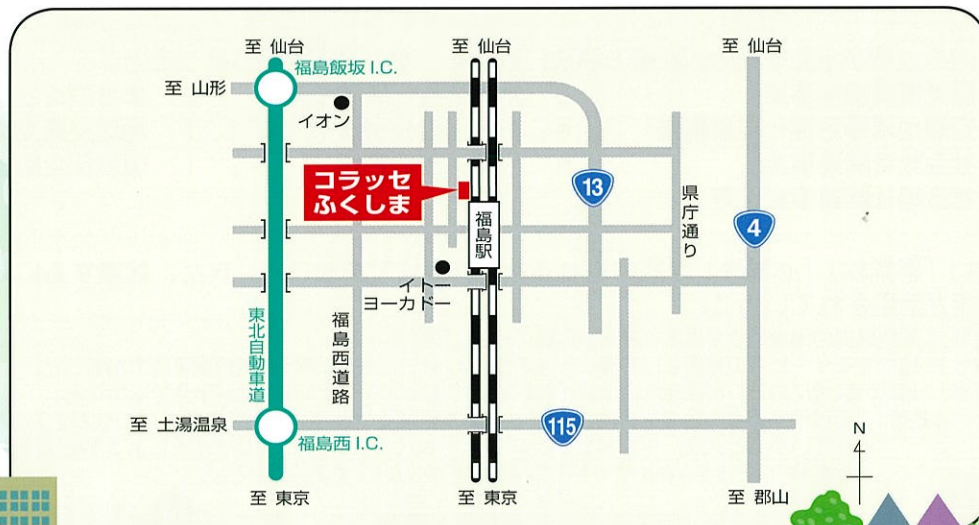 至 仙台
至 仙台
至 仙台
福島飯坂 I.C.
至 山形
イオン
コラッセ
ふくしま
13
県庁通り
4
福島駅
イトー
ヨーカドー
東北自動車道
福島西道路
至 土湯温泉
福島西 I.C.
115
N
至 東京
至 東京
至 郡山